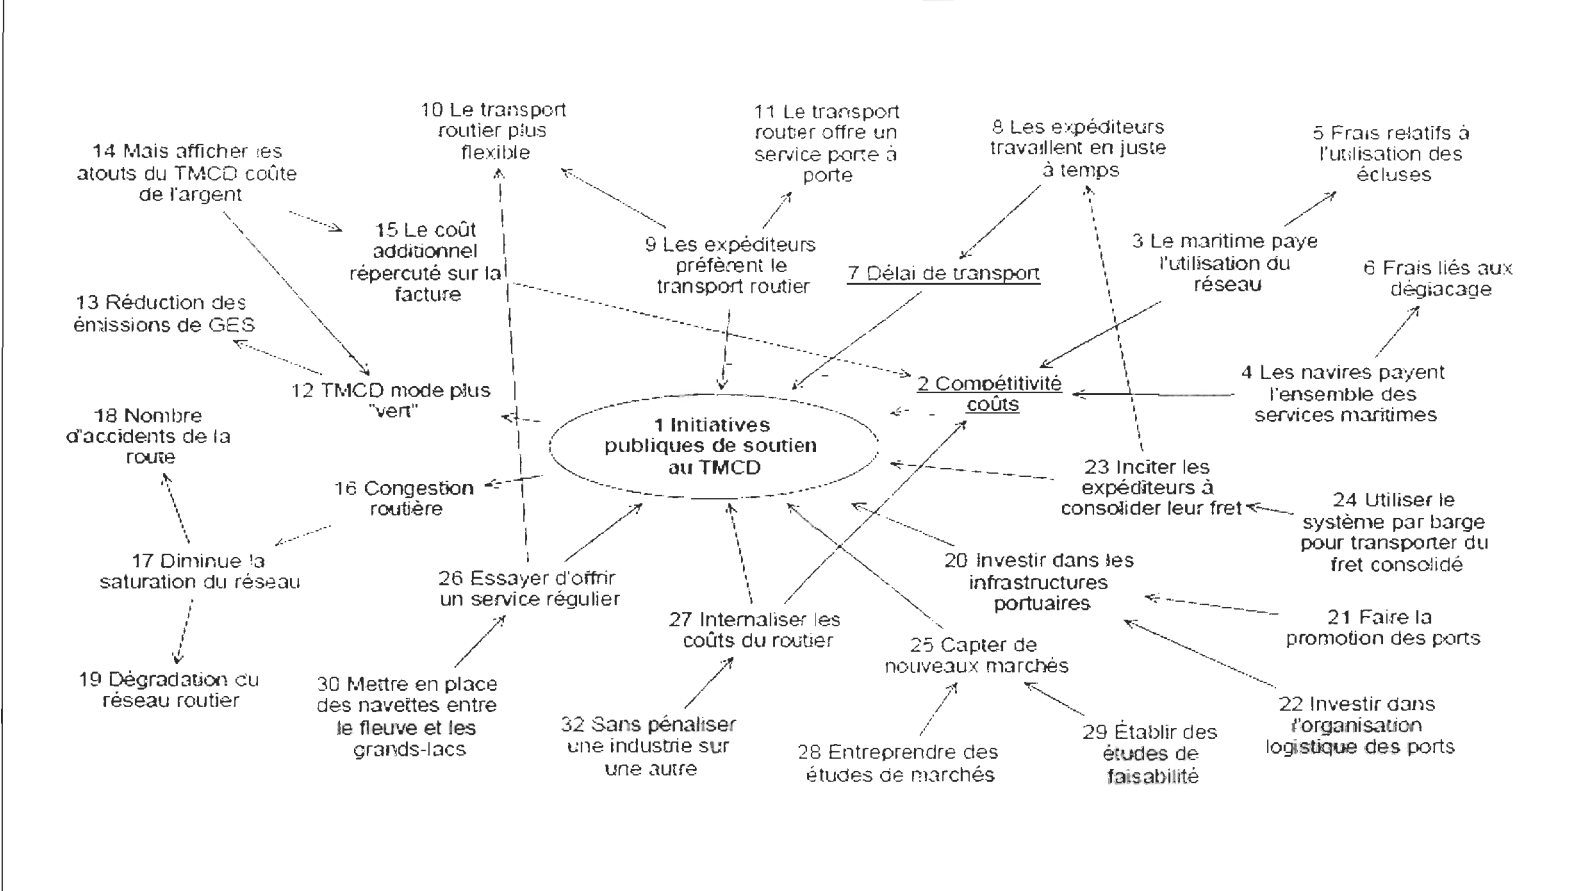 10 Le transport
routier plus
flexible
11 Le transport
routier offre un
service porte à
porte
8 Les expéditeurs
travaillent en juste
à temps
5 Frais relatifs à
l'utilisation des
écluses
14 Mais afficher les
atouts du TMCD coûte
de l'argent
15 Le coût
additionnel
répercuté sur la
facture
9 Les expéditeurs
préfèrent le
transport routier
7 Délai de transport
3 Le maritime paye
l'utilisation du
réseau
6 Frais liés aux
déglacage
13 Réduction des
émissions de GES
12 TMCD mode plus
"vert"
2 Compétitivité
coûts
4 Les navires payent
l'ensemble des
services maritimes
18 Nombre
d'accidents de la
route
1 Initiatives
publiques de soutien
au TMCD
16 Congestion
routière
23 Inciter les
expéditeurs à
consolider leur fret
24 Utiliser le
système par barge
pour transporter du
fret consolidé
17 Diminue la
saturation du réseau
26 Essayer d'offrir
un service régulier
20 Investir dans les
infrastructures
portuaires
27 Internaliser les
coûts du routier
21 Faire la
promotion des ports
25 Capter de
nouveaux marchés
19 Dégradation du
réseau routier
30 Mettre en place
des navettes entre
le fleuve et les
grands-lacs
32 Sans pénaliser
une industrie sur
une autre
28 Entreprendre des
études de marchés
29 Établir des
études de
faisabilité
22 Investir dans
l'organisation
logistique des ports